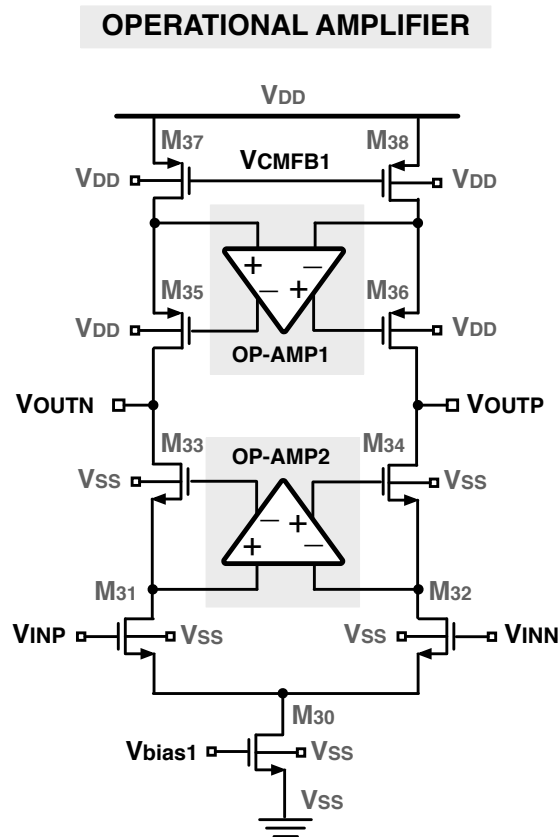 OPERATIONAL AMPLIFIER
VDD
M37
VCMFB1
M38
VDD
VDD
+
−
−
+
M35
M36
VDD
OP-AMP1
VDD
VOUTN
VOUTP
M33
OP-AMP2
M34
VSS
VSS
−
+
+
−
M31
M32
VINP
VSS
VSS
VINN
M30
Vbias1
VSS
VSS